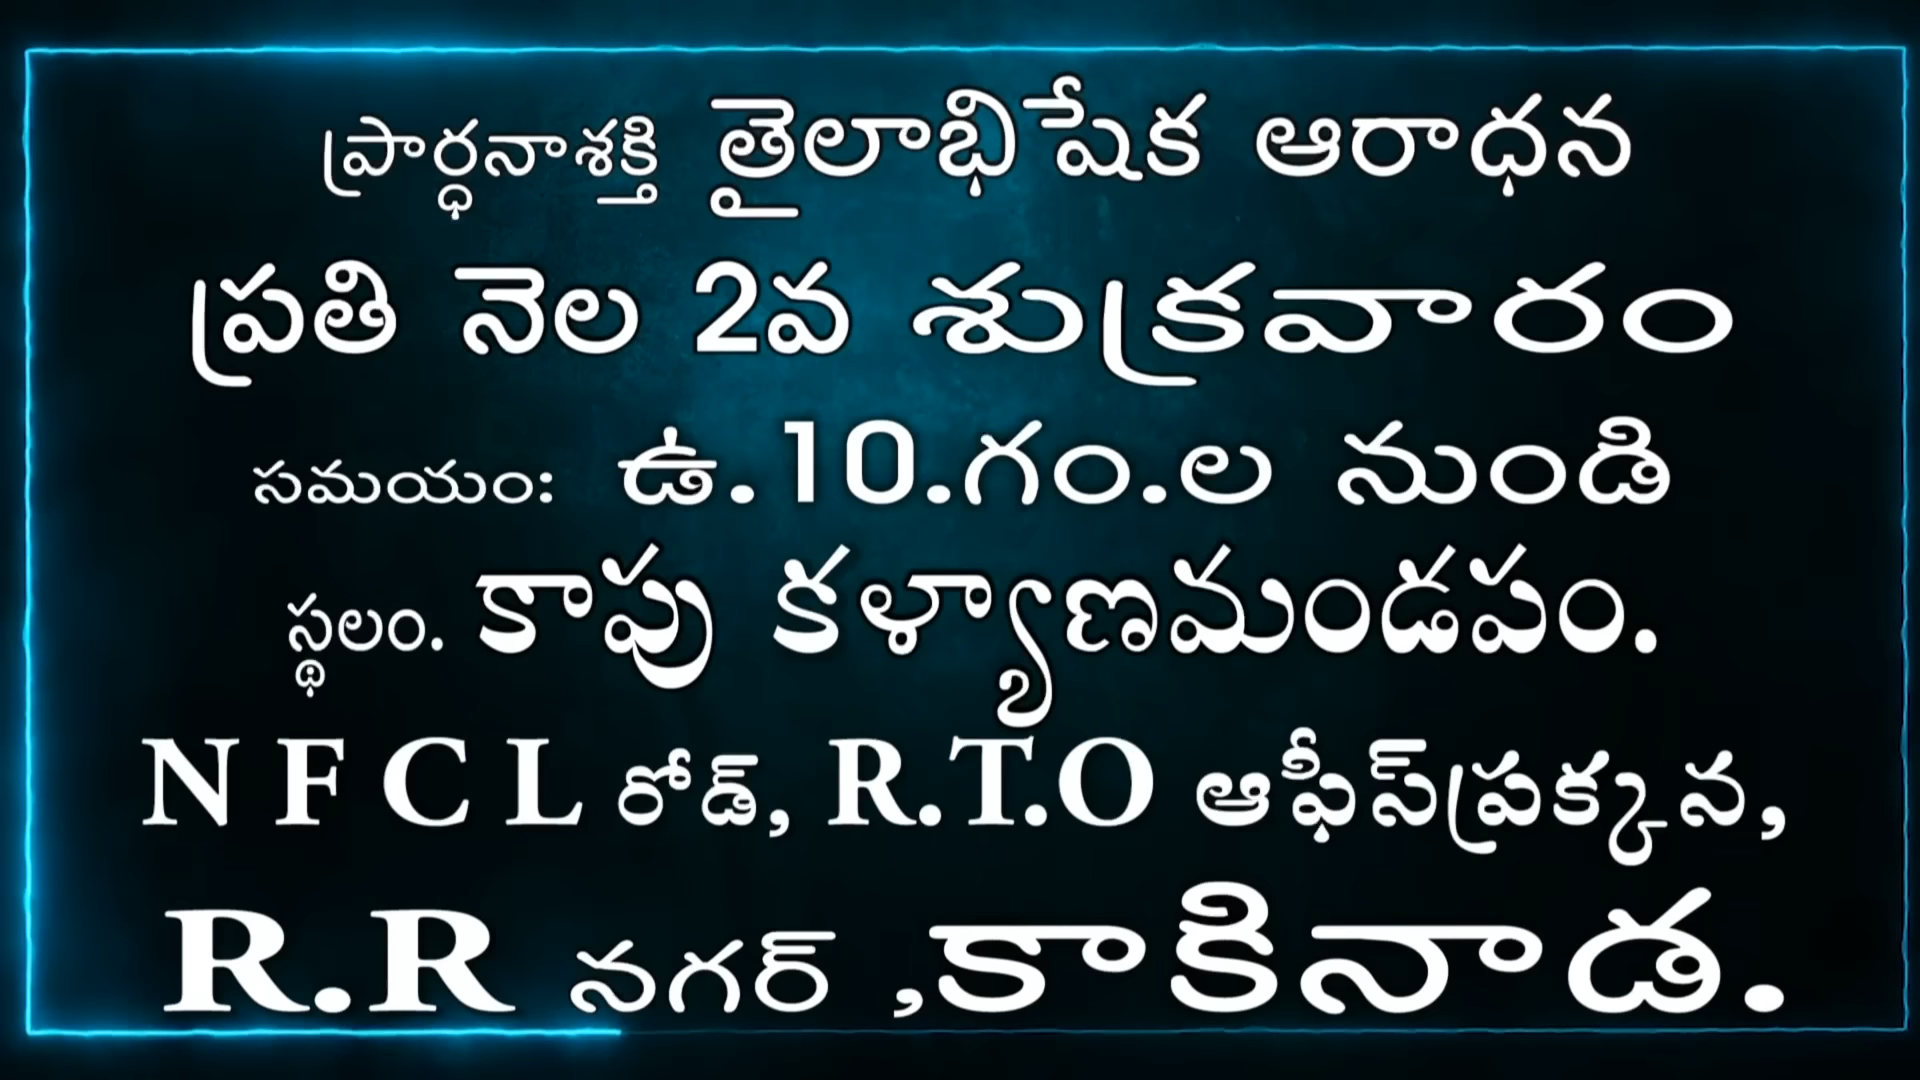 ప్రార్ధనాశక్తి తైలాభిషేక ఆరాధన
ప్రతి నెల 2వ శుక్రవారం
సమయం: ఉ.10.గం.ల నుండి
స్థలం. కాపు కళ్యాణమండపం.
N F C L రోడ్, R.T.O ఆఫీస్‌ప్రక్కన,
R.R నగర్ ,కాకినాడ.